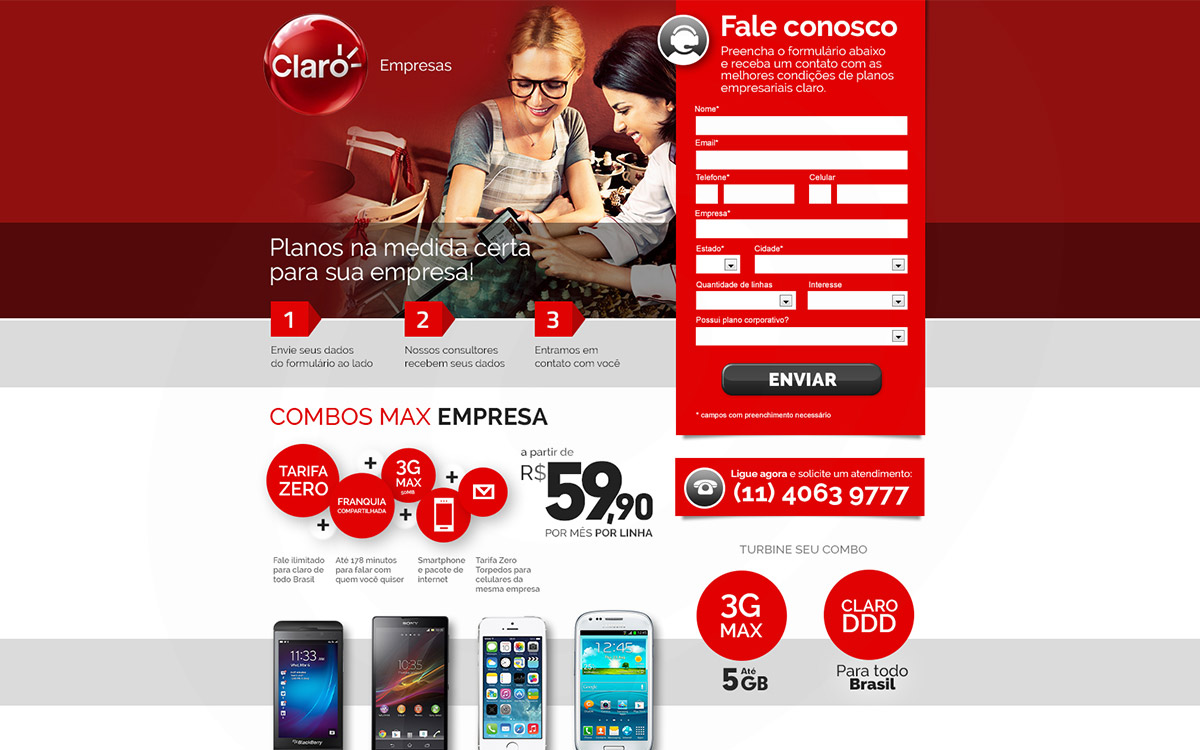 Claro
Empresas
Planos na medida certa
para sua empresa!
1
Envie seus dados
do formulário ao lado
2
Nossos consultores
recebem seus dados
3
Entramos em
contato com você
Fale conosco
Preencha o formulário abaixo
e receba um contato com as
melhores condições de planos
empresariais claro.
Nome*
Email*
Telefone* Celular
Empresa*
Estado* Cidade*
Quantidade de linhas Interesse
Possui plano corporativo?
ENVIAR
* campos com preenchimento necessário
COMBOS MAX EMPRESA
TARIFA
ZERO
+
FRANQUIA
COMPARTILHADA
+
3G
MAX
50MB
+
+
a partir de
R$59,90
POR MÊS POR LINHA
Fale ilimitado
para claro de
todo Brasil
Até 178 minutos
para falar com
quem você quiser
Smartphone
e pacote de
internet
Tarifa Zero
Torpedos para
celulares da
mesma empresa
Ligue agora e solicite um atendimento:
(11) 4063 9777
TURBINE SEU COMBO
3G
MAX
Até
5GB
CLARO
DDD
Para todo
Brasil
11:33
BlackBerry
SONY
10:35
SAMSUNG
12:45
Google